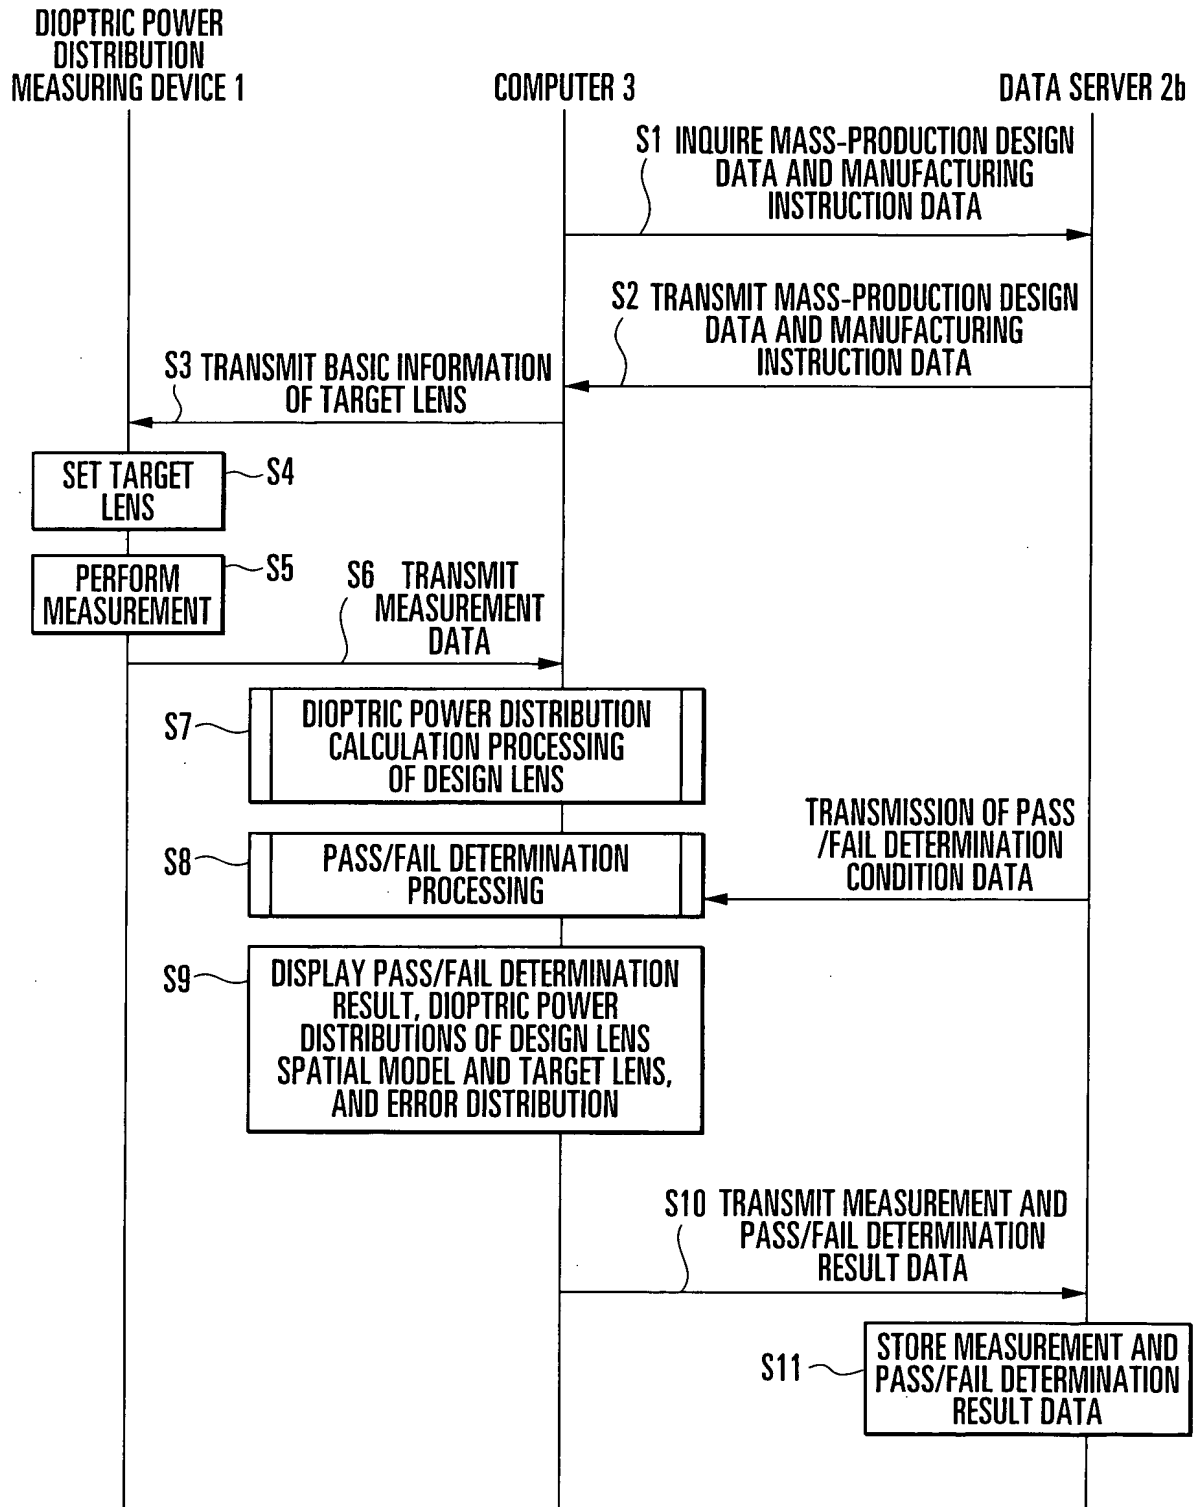 DIOPTRIC POWER
DISTRIBUTION
MEASURING DEVICE 1
COMPUTER 3
DATA SERVER 2b
S1 INQUIRE MASS-PRODUCTION DESIGN
DATA AND MANUFACTURING
INSTRUCTION DATA
S2 TRANSMIT MASS-PRODUCTION DESIGN
DATA AND MANUFACTURING
INSTRUCTION DATA
S3 TRANSMIT BASIC INFORMATION
OF TARGET LENS
SET TARGET
LENS
S4
PERFORM
MEASUREMENT
S5
S6 TRANSMIT
MEASUREMENT
DATA
S7
DIOPTRIC POWER DISTRIBUTION
CALCULATION PROCESSING
OF DESIGN LENS
TRANSMISSION OF PASS
/FAIL DETERMINATION
CONDITION DATA
S8
PASS/FAIL DETERMINATION
PROCESSING
S9
DISPLAY PASS/FAIL DETERMINATION
RESULT, DIOPTRIC POWER
DISTRIBUTIONS OF DESIGN LENS
SPATIAL MODEL AND TARGET LENS,
AND ERROR DISTRIBUTION
S10 TRANSMIT MEASUREMENT AND
PASS/FAIL DETERMINATION
RESULT DATA
S11
STORE MEASUREMENT AND
PASS/FAIL DETERMINATION
RESULT DATA